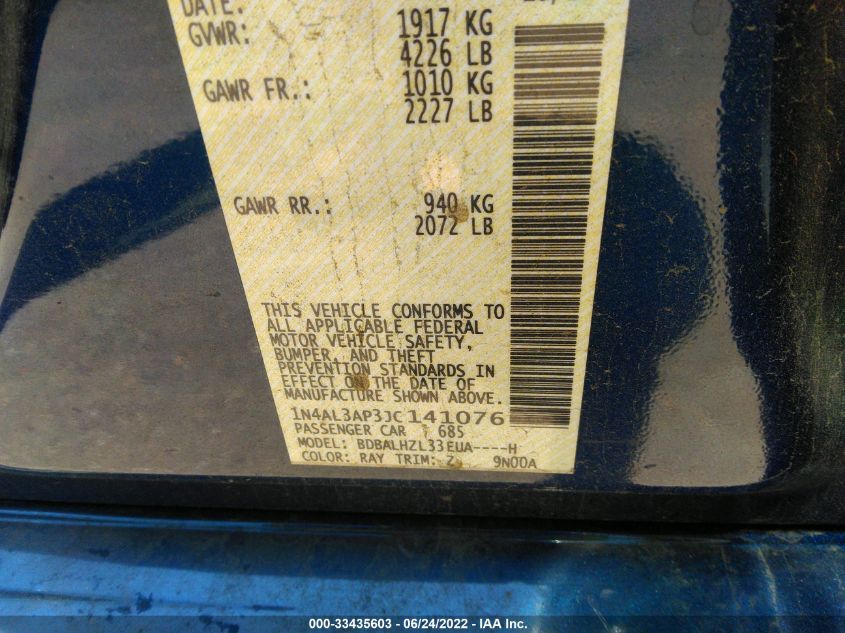 DATE:
GVWR: 1917 KG
4226 LB
GAWR FR.: 1010 KG
2227 LB
GAWR RR.: 940 KG
2072 LB
THIS VEHICLE CONFORMS TO
ALL APPLICABLE FEDERAL
MOTOR VEHICLE SAFETY,
BUMPER, AND THEFT
PREVENTION STANDARDS IN
EFFECT ON THE DATE OF
MANUFACTURE SHOWN ABOVE.
1N4AL3AP3JC141076
PASSENGER CAR 685
MODEL: BDBALHZL33EUA----H
COLOR: RAY TRIM: Z 9N00A
000-33435603 - 06/24/2022 - IAA Inc.